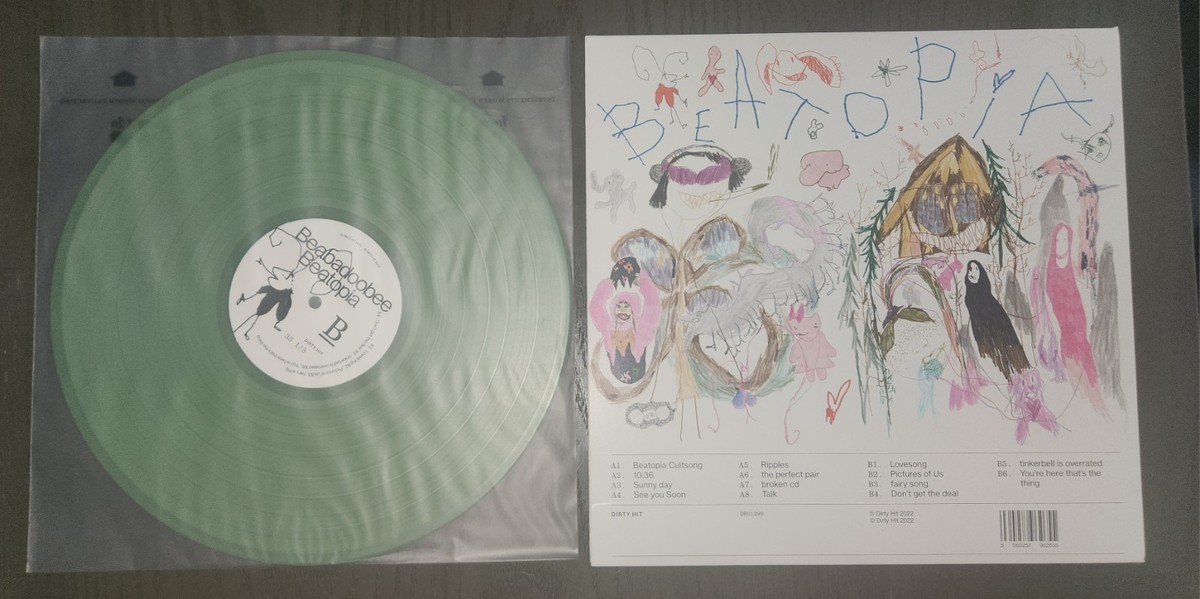 Beabadoobee
Beatopia
B
33 1/3
DIRTY HIT
BEATOPiA
A1. Beatopia Cultsong
A2. 10:36
A3. Sunny day
A4. See you Soon
A5. Ripples
A6. the perfect pair
A7. broken cd
A8. Talk
B1. Lovesong
B2. Pictures of Us
B3. fairy song
B4. Don't get the deal
B5. tinkerbell is overrated
B6. You're here that's the
thing
DIRTY HIT
℗ Dirty Hit 2022
© Dirty Hit 2022